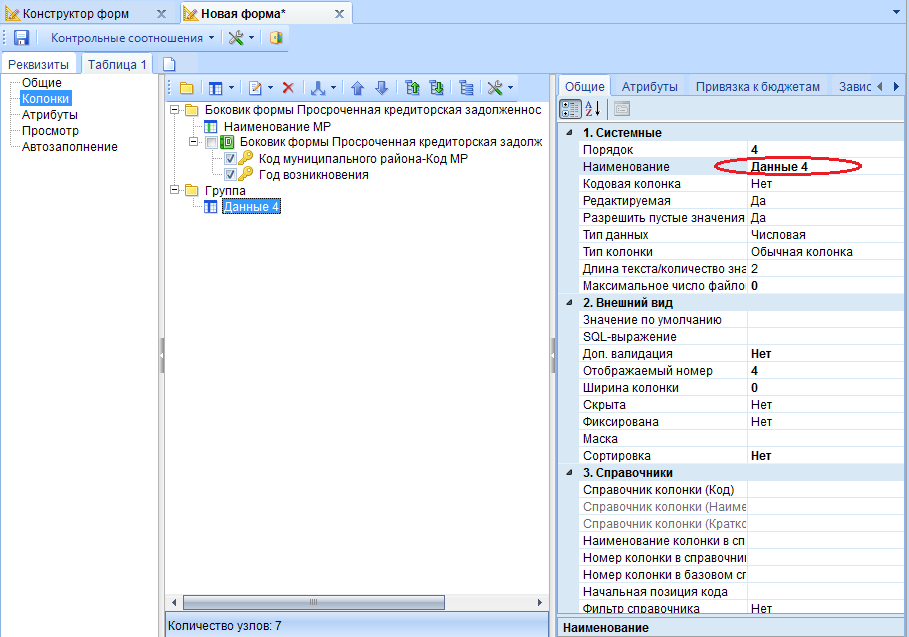 Конструктор форм
Новая форма*
Контрольные соотношения
Реквизиты
Таблица 1
Общие
Колонки
Атрибуты
Просмотр
Автозаполнение
Боковик формы Просроченная кредиторская задолженнос
Наименование МР
Боковик формы Просроченная кредиторская задолж
Код муниципального района-Код МР
Год возникновения
Группа
Данные 4
Количество узлов: 7
Общие Атрибуты Привязка к бюджетам Завис
1. Системные
Порядок 4
Наименование Данные 4
Кодовая колонка Нет
Редактируемая Да
Разрешить пустые значения Да
Тип данных Числовая
Тип колонки Обычная колонка
Длина текста/количество зна 2
Максимальное число файло 0
2. Внешний вид
Значение по умолчанию
SQL-выражение
Доп. валидация Нет
Отображаемый номер 4
Ширина колонки 0
Скрыта Нет
Фиксирована Нет
Маска
Сортировка Нет
3. Справочники
Справочник колонки (Код)
Справочник колонки (Наиме
Справочник колонки (Кратко
Наименование колонки в сп
Номер колонки в справочни
Номер колонки в базовом сп
Начальная позиция кода
Фильтр справочника Нет
Наименование